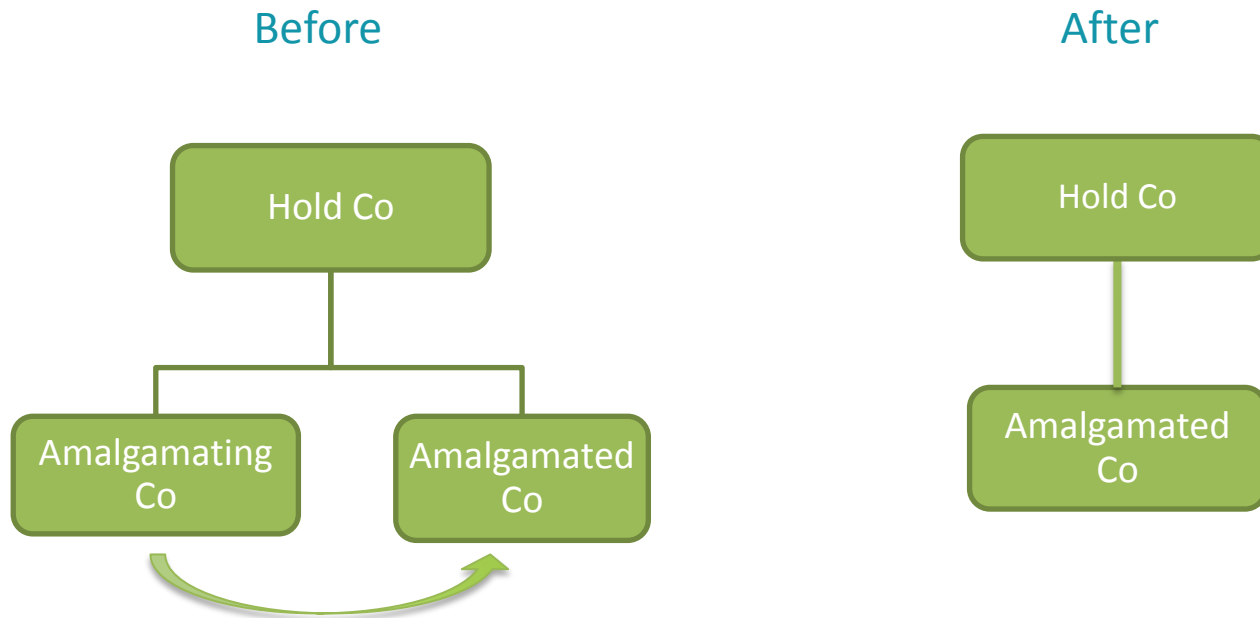 Before
After
Hold Co
Hold Co
Amalgamating
Co
Amalgamated
Co
Amalgamated
Co